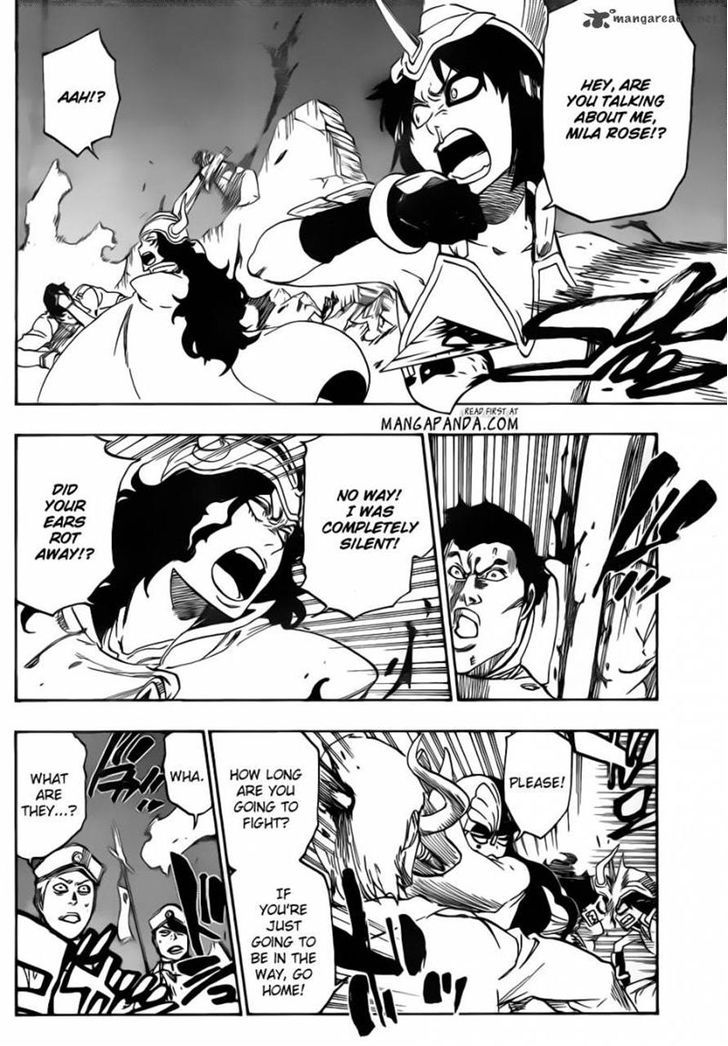 mangareader.net
HEY, ARE
YOU TALKING
ABOUT ME,
MILA ROSE!?
AAH!?
READ FIRST AT
MANGAPANDA.COM
NO WAY!
I WAS
COMPLETELY
SILENT!
DID
YOUR
EARS
ROT
AWAY!?
PLEASE!
HOW LONG
ARE YOU
GOING TO
FIGHT?
IF
YOU'RE
JUST
GOING TO
BE IN
THE WAY, GO
HOME!
WHA.
WHAT
ARE
THEY...?